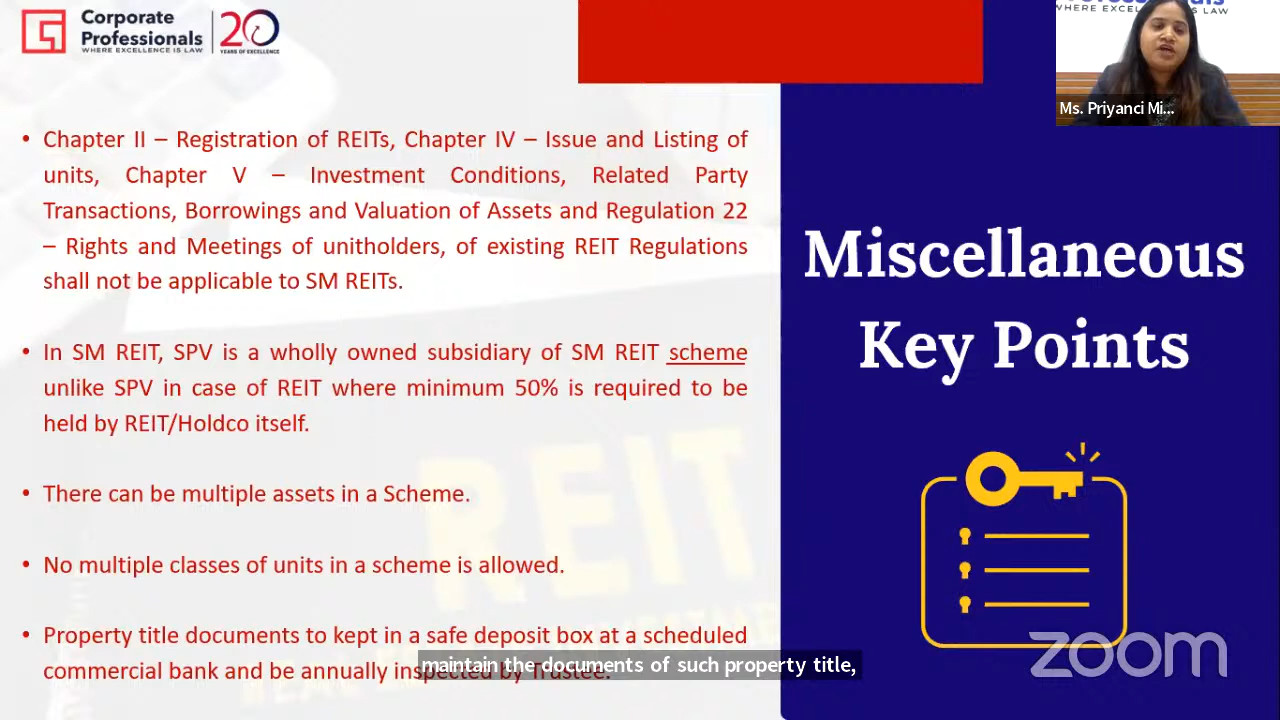 Corporate
Professionals
WHERE EXCELLENCE IS LAW
20
YEARS OF EXCELLENCE
WHERE EXCELLENCE IS LAW
Ms. Priyanci Mi...
• Chapter II – Registration of REITs, Chapter IV – Issue and Listing of
units, Chapter V – Investment Conditions, Related Party
Transactions, Borrowings and Valuation of Assets and Regulation 22
– Rights and Meetings of unitholders, of existing REIT Regulations
shall not be applicable to SM REITs.
• In SM REIT, SPV is a wholly owned subsidiary of SM REIT scheme
unlike SPV in case of REIT where minimum 50% is required to be
held by REIT/Holdco itself.
• There can be multiple assets in a Scheme.
• No multiple classes of units in a scheme is allowed.
• Property title documents to kept in a safe deposit box at a scheduled
commercial bank and be annually inspected by Trustee.
maintain the documents of such property title,
Miscellaneous
Key Points
REIT
zoom